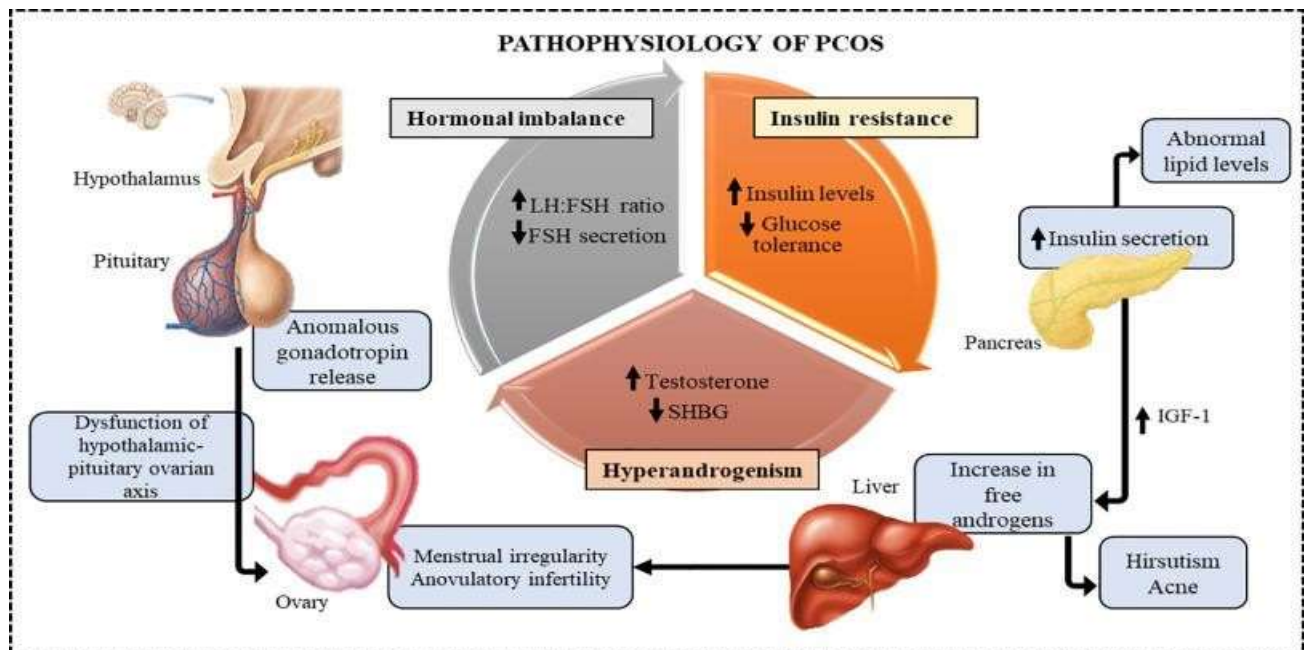 PATHOPHYSIOLOGY OF PCOS
Hormonal imbalance
LH:FSH ratio
FSH secretion
Insulin resistance
Insulin levels
Glucose
tolerance
Testosterone
SHBG
Hyperandrogenism
Hypothalamus
Pituitary
Anomalous
gonadotropin
release
Dysfunction of
hypothalamic-
pituitary ovarian
axis
Ovary
Menstrual irregularity
Anovulatory infertility
Abnormal
lipid levels
Insulin secretion
Pancreas
IGF-1
Liver
Increase in
free
androgens
Hirsutism
Acne